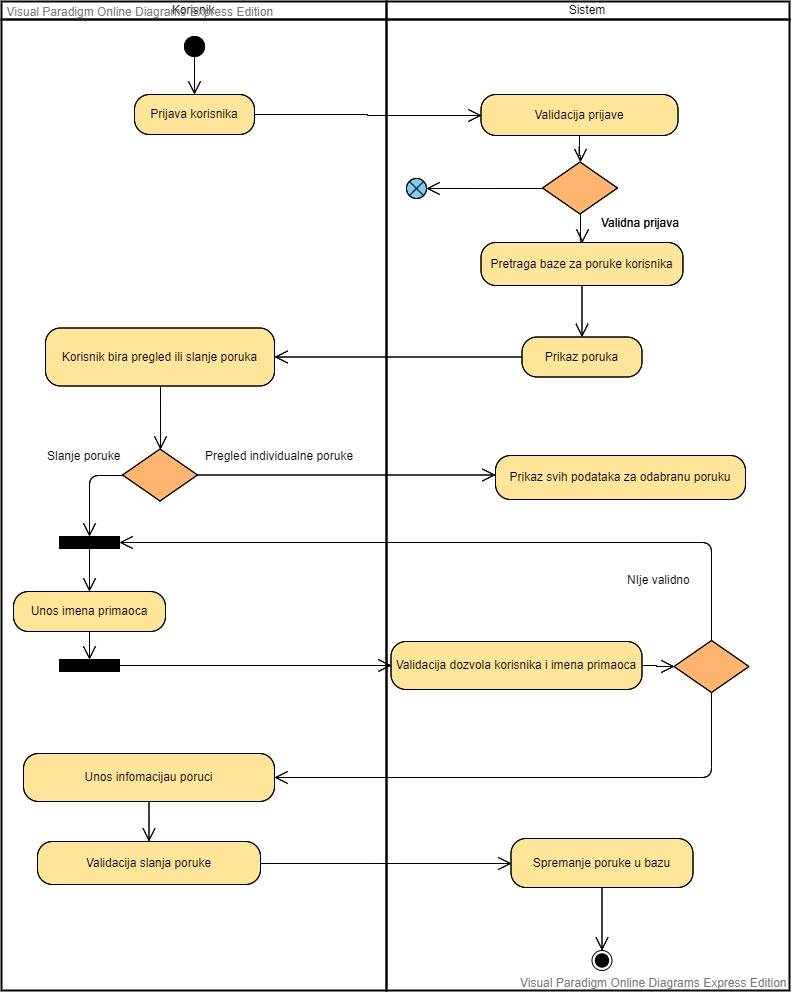 Visual Paradigm Online Diagrams Express Edition
Korisnik
Sistem
Prijava korisnika
Validacija prijave
Validna prijava
Pretraga baze za poruke korisnika
Korisnik bira pregled ili slanje poruka
Prikaz poruka
Slanje poruke
Pregled individualne poruke
Prikaz svih podataka za odabranu poruku
NIje validno
Unos imena primaoca
Validacija dozvola korisnika i imena primaoca
Unos infomacijau poruci
Validacija slanja poruke
Spremanje poruke u bazu
Visual Paradigm Online Diagrams Express Edition